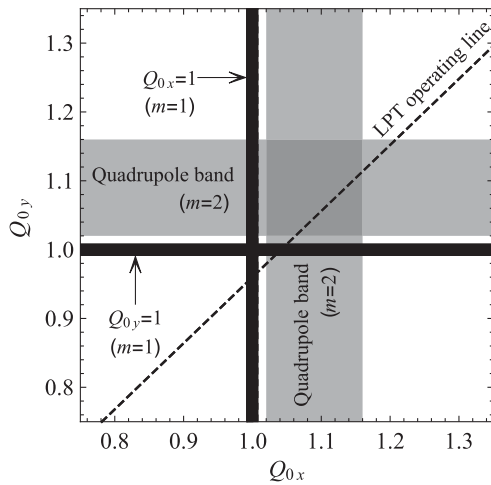 1.3
1.2
1.1
1.0
0.9
0.8
Q0y
Q0x=1
(m=1)
LPT operating line
Quadrupole band
(m=2)
Q0y=1
(m=1)
Quadrupole band
(m=2)
0.8
0.9
1.0
1.1
1.2
1.3
Q0x